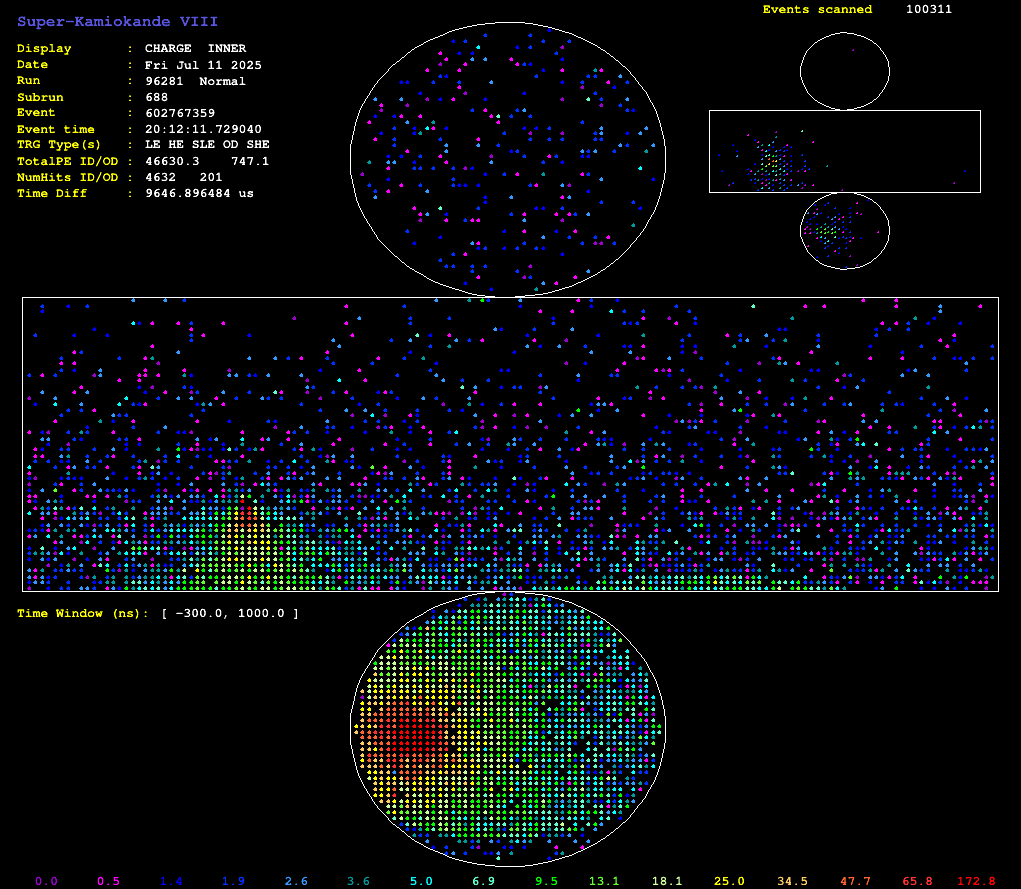 Super-Kamiokande VIII
Events scanned 100311
Display : CHARGE INNER
Date : Fri Jul 11 2025
Run : 96281 Normal
Subrun : 688
Event : 602767359
Event time : 20:12:11.729040
TRG Type(s) : LE HE SLE OD SHE
TotalPE ID/OD : 46630.3 747.1
NumHits ID/OD : 4632 201
Time Diff : 9646.896484 us
Time Window (ns): [ -300.0, 1000.0 ]
0.0 0.5 1.4 1.9 2.6 3.6 5.0 6.9 9.5 13.1 18.1 25.0 34.5 47.7 65.8 172.8